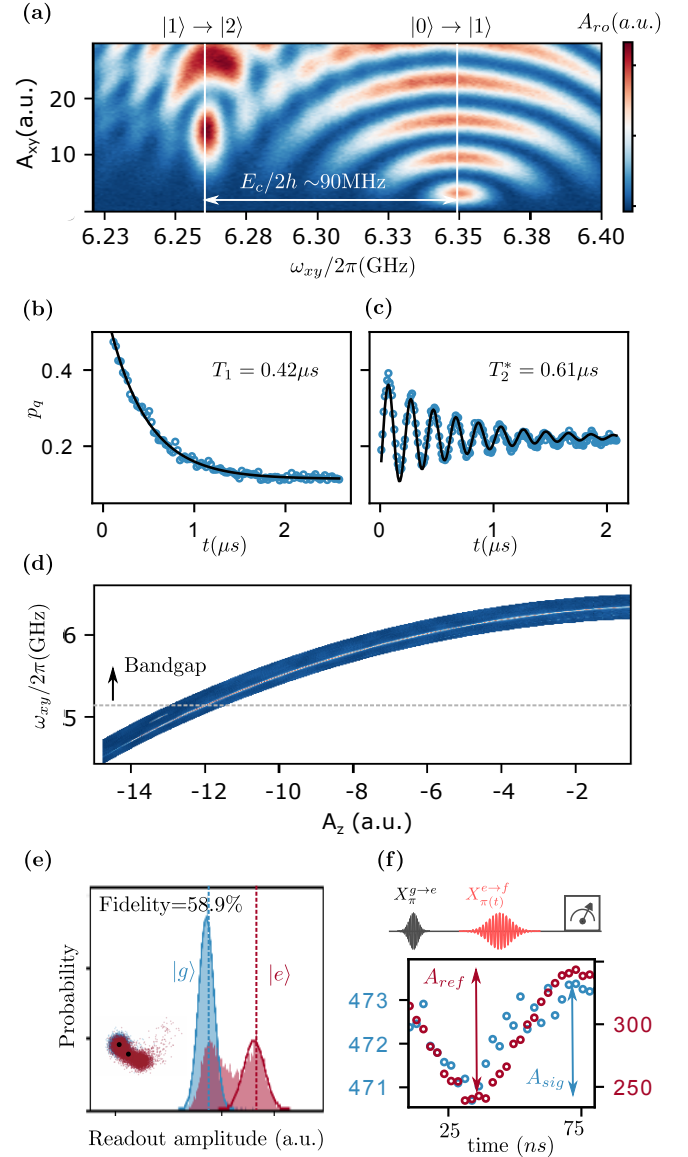 (a)
|1⟩ → |2⟩
|0⟩ → |1⟩
A_ro(a.u.)
A_xy(a.u.)
20
10
E_c/2h ~90MHz
6.23 6.26 6.28 6.30 6.33 6.35 6.38 6.40
ω_xy/2π(GHz)
(b)
(c)
0.4
0.2
p_q
T_1 = 0.42μs
T_2^* = 0.61μs
0 1 2
0 1 2
t(μs)
t(μs)
(d)
ω_xy/2π(GHz)
6
5
Bandgap
-14 -12 -10 -8 -6 -4 -2
A_z (a.u.)
(e)
Fidelity=58.9%
|g⟩
|e⟩
Probability
Readout amplitude (a.u.)
(f)
X_π^{g→e}
X_{π(t)}^{e→f}
A_ref
A_sig
473
472
471
300
250
25 75
time (ns)